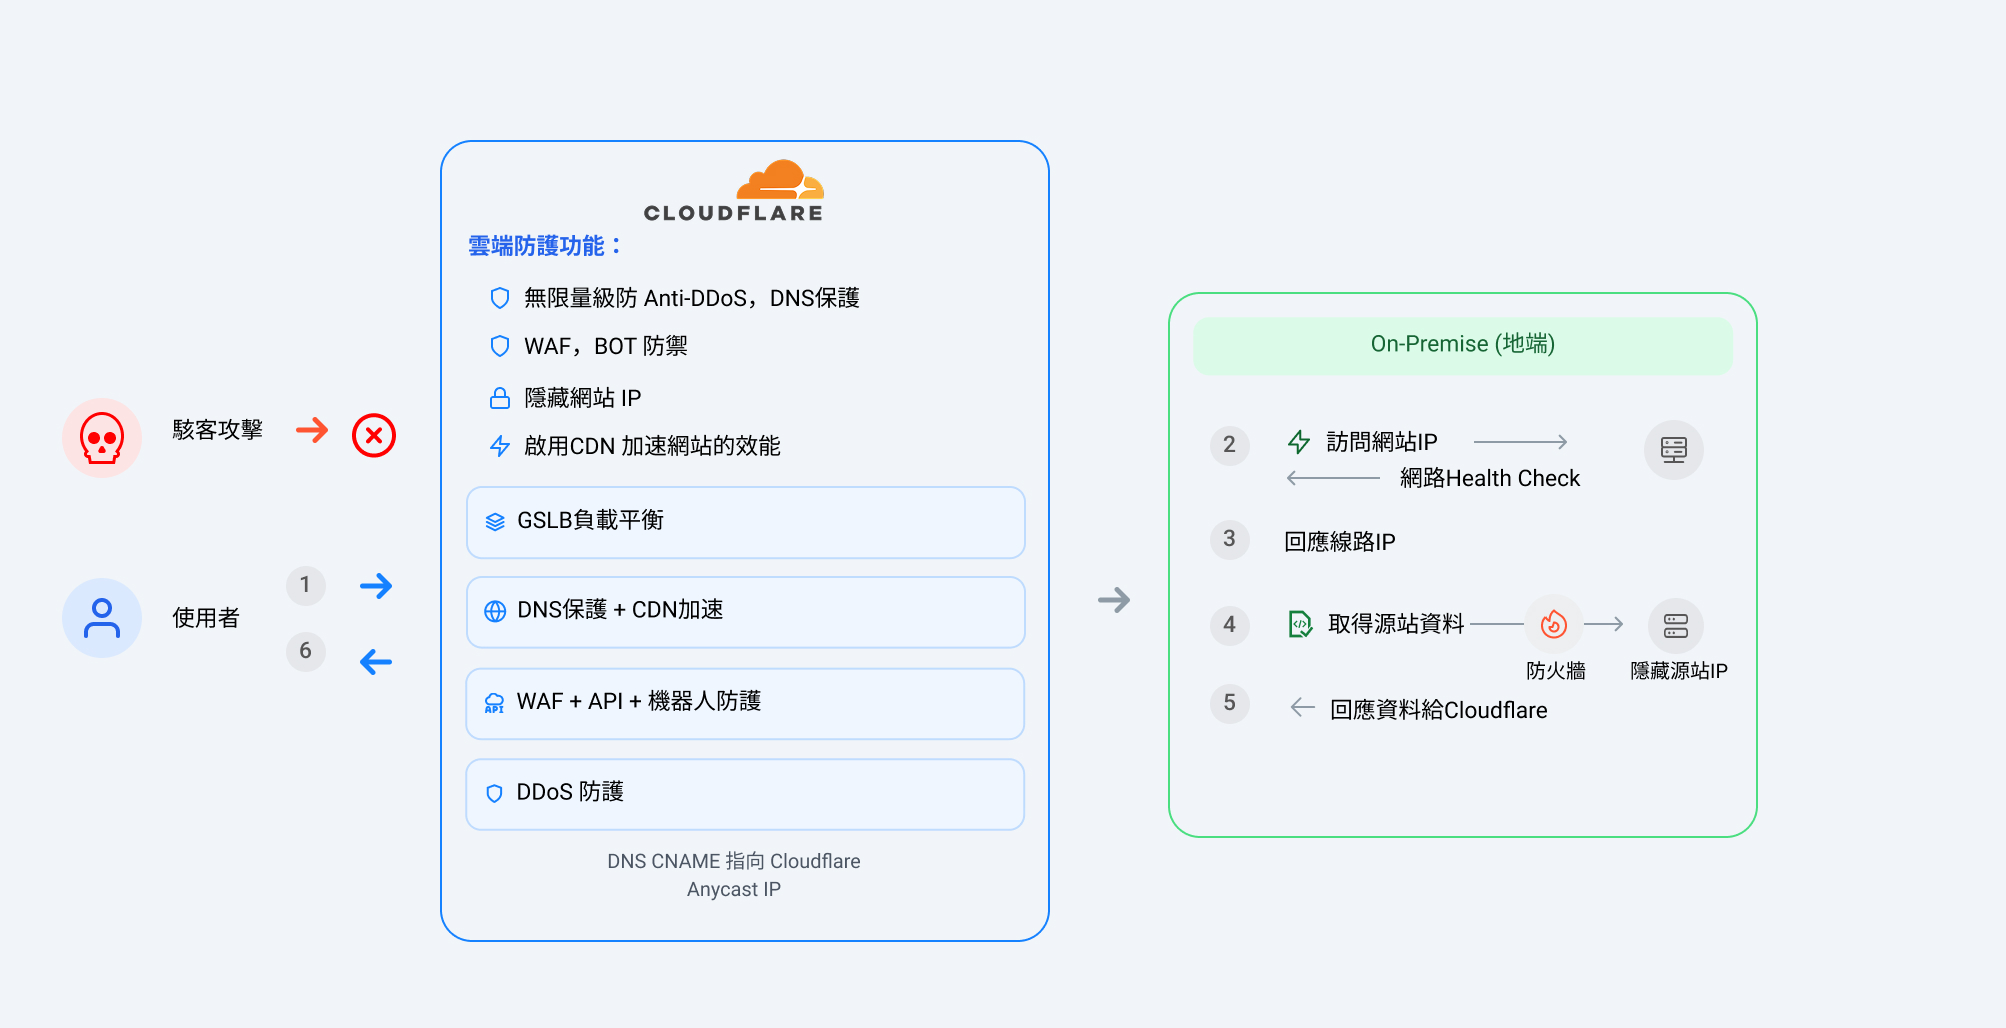 CLOUDFLARE
雲端防護功能：
無限量級防 Anti-DDoS，DNS保護
WAF，BOT 防禦
隱藏網站 IP
啟用CDN 加速網站的效能
駭客攻擊
GSLB負載平衡
1
使用者
6
DNS保護 + CDN加速
API
WAF + API + 機器人防護
DDoS 防護
DNS CNAME 指向 Cloudflare
Anycast IP
On-Premise (地端)
2
訪問網站IP
網路Health Check
3
回應線路IP
4
取得源站資料
防火牆
隱藏源站IP
5
回應資料給Cloudflare